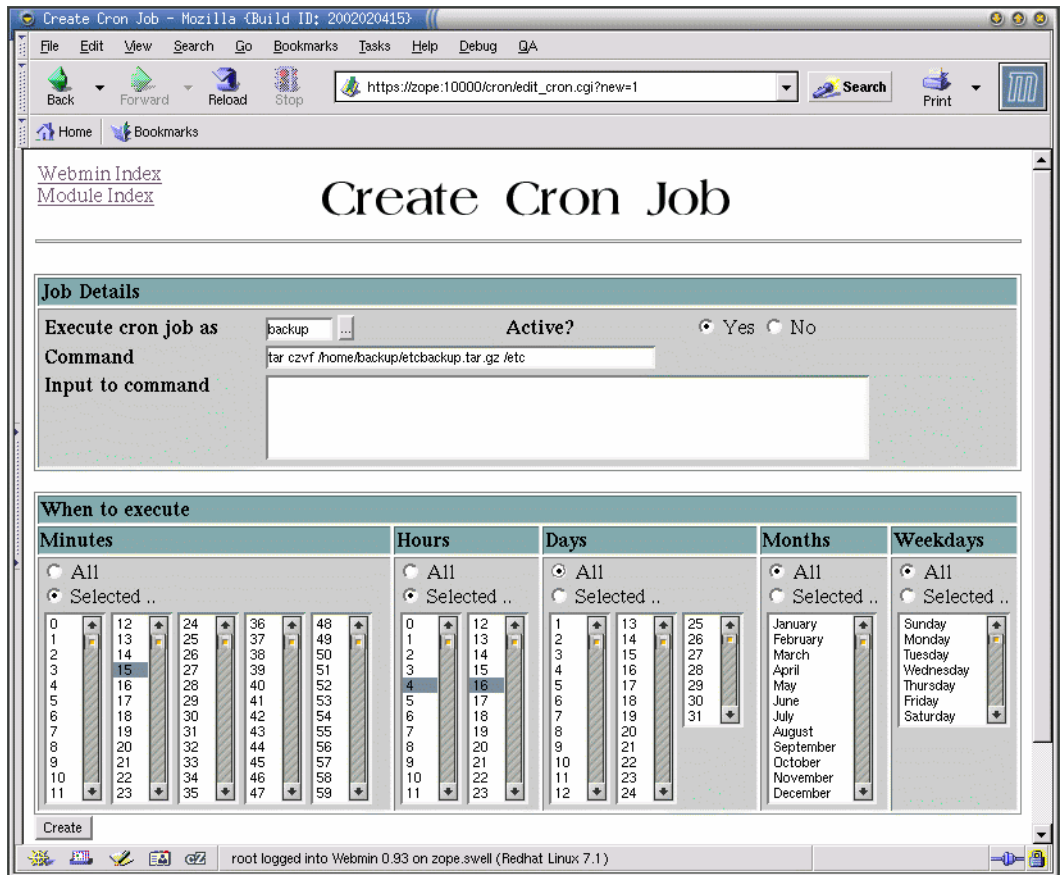 Create Cron Job - Mozilla {Build ID: 2002020415}
File Edit View Search Go Bookmarks Tasks Help Debug QA
Back Forward Reload Stop https://zope:10000/cron/edit_cron.cgi?new=1 Search Print
Home Bookmarks
Webmin Index
Module Index
Create Cron Job
Job Details
Execute cron job as backup ... Active? Yes No
Command tar czvf /home/backup/etcbackup.tar.gz /etc
Input to command
When to execute
Minutes Hours Days Months Weekdays
All All All All All
Selected .. Selected .. Selected .. Selected .. Selected ..
0 12 24 36 48 0 12 1 13 25 January Sunday
1 13 25 37 49 1 13 2 14 26 February Monday
2 14 26 38 50 2 14 3 15 27 March Tuesday
3 15 27 39 51 3 15 4 16 28 April Wednesday
4 16 28 40 52 4 16 5 17 29 May Thursday
5 17 29 41 53 5 17 6 18 30 June Friday
6 18 30 42 54 6 18 7 19 31 July Saturday
7 19 31 43 55 7 19 8 20 August
8 20 32 44 56 8 20 9 21 September
9 21 33 45 57 9 21 10 22 October
10 22 34 46 58 10 22 11 23 November
11 23 35 47 59 11 23 12 24 December
Create
root logged into Webmin 0.93 on zope.swell (Redhat Linux 7.1)